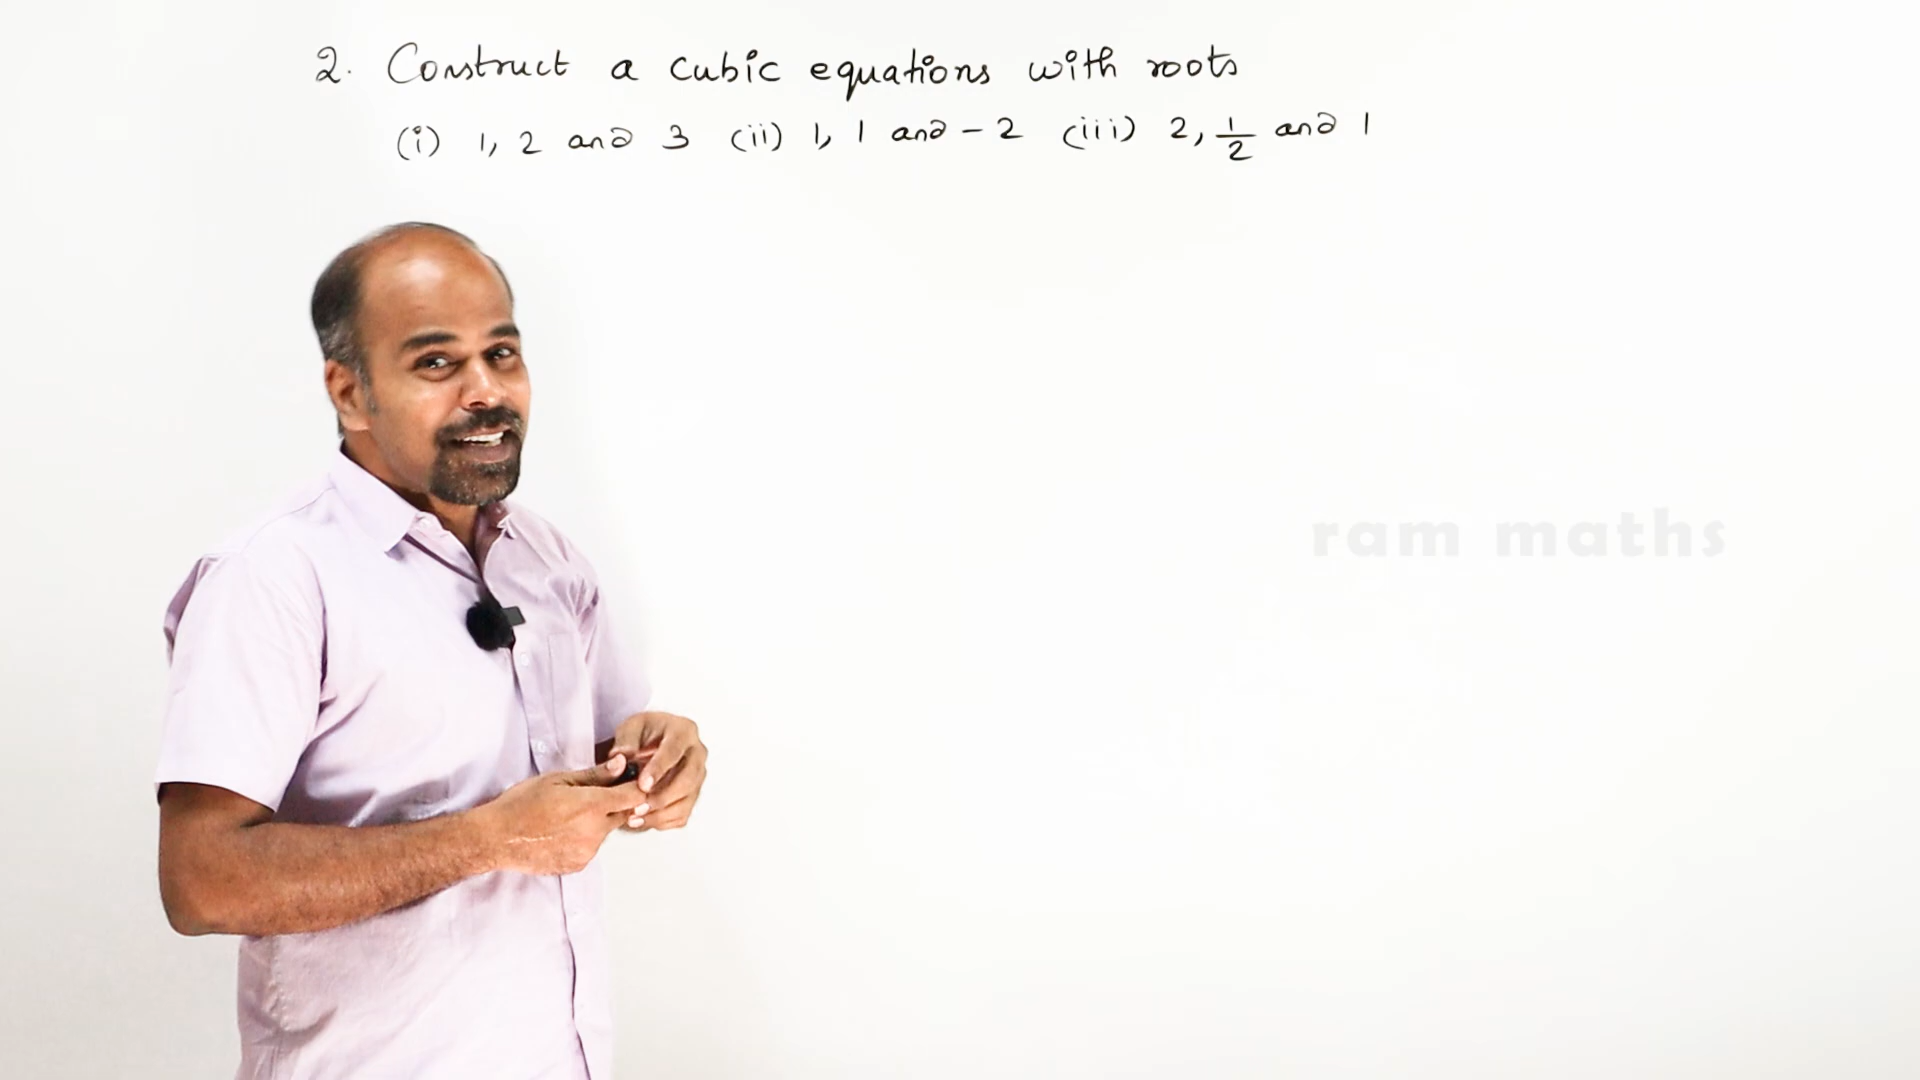 2. Construct a cubic equations with roots
(i) 1, 2 and 3 (ii) 1, 1 and -2 (iii) 2, 1/2 and 1
ram maths